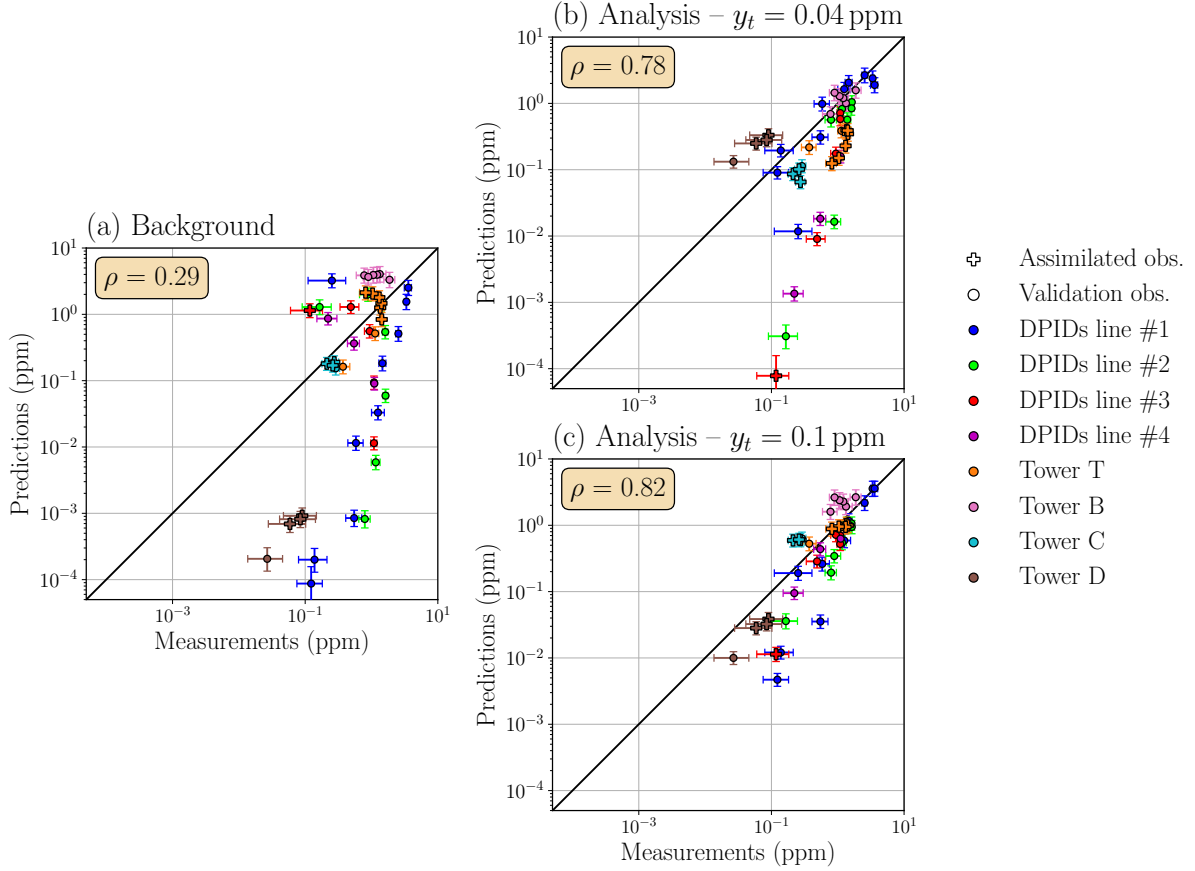 (b) Analysis – y_t = 0.04 ppm
ρ = 0.78
10^1
10^0
10^{-1}
10^{-2}
10^{-3}
10^{-4}
Predictions (ppm)
10^{-3}
10^{-1}
10^1
(a) Background
ρ = 0.29
10^1
10^0
10^{-1}
10^{-2}
10^{-3}
10^{-4}
Predictions (ppm)
10^{-3}
10^{-1}
10^1
Measurements (ppm)
(c) Analysis – y_t = 0.1 ppm
ρ = 0.82
10^1
10^0
10^{-1}
10^{-2}
10^{-3}
10^{-4}
Predictions (ppm)
10^{-3}
10^{-1}
10^1
Measurements (ppm)
Assimilated obs.
Validation obs.
DPIDs line #1
DPIDs line #2
DPIDs line #3
DPIDs line #4
Tower T
Tower B
Tower C
Tower D